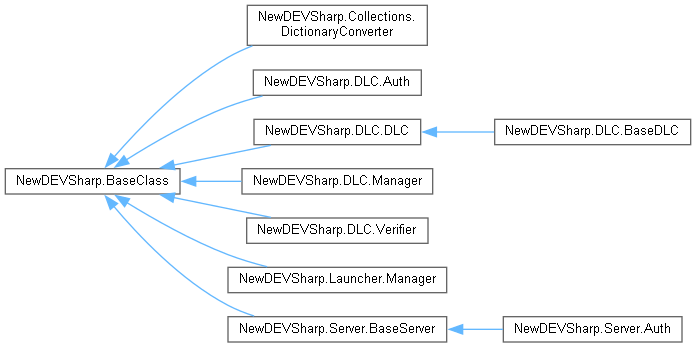 NewDEVSharp.Collections.
DictionaryConverter
NewDEVSharp.DLC.Auth
NewDEVSharp.DLC.DLC
NewDEVSharp.DLC.BaseDLC
NewDEVSharp.BaseClass
NewDEVSharp.DLC.Manager
NewDEVSharp.DLC.Verifier
NewDEVSharp.Launcher.Manager
NewDEVSharp.Server.BaseServer
NewDEVSharp.Server.Auth